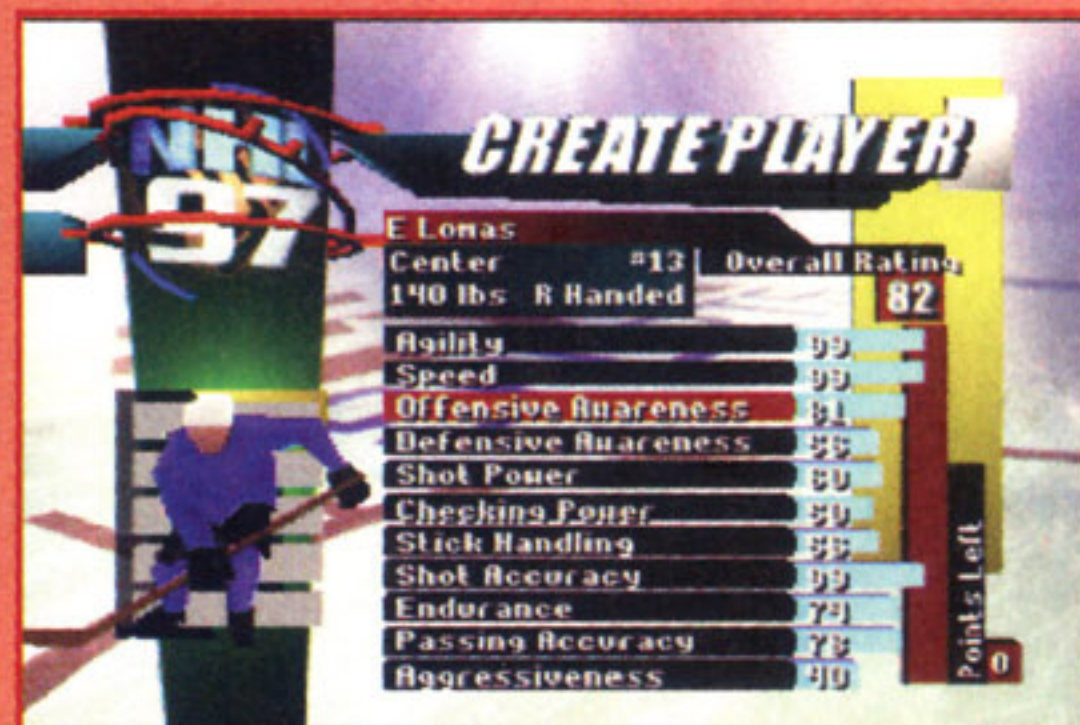 NHL
97
CREATE PLAYER
E Lomas
Center #13 Overall Rating
140 lbs R Handed 82
Agility 99
Speed 99
Offensive Awareness 81
Defensive Awareness
Shot Power
Checking Power
Stick Handling
Shot Accuracy 99
Endurance 74
Passing Accuracy
Aggressiveness 40
Points Left 0